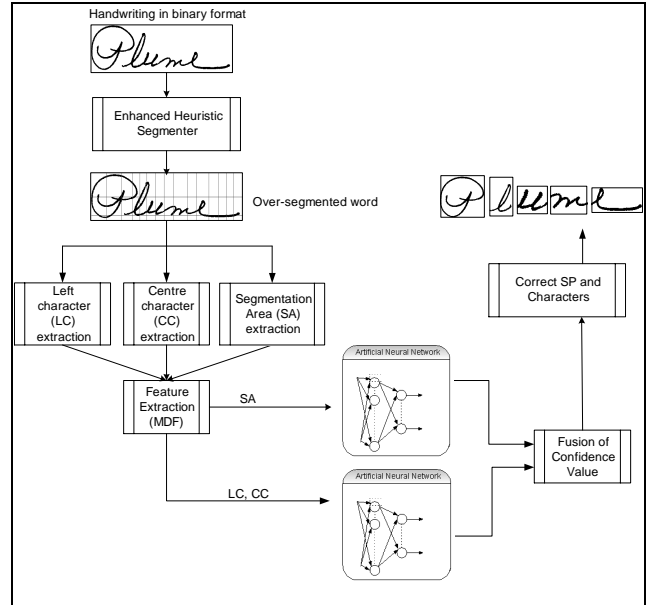 Handwriting in binary format
Plume
Enhanced Heuristic
Segmenter
Plume
Over-segmented word
Left
character
(LC)
extraction
Centre
character
(CC)
extraction
Segmentation
Area (SA)
extraction
Feature
Extraction
(MDF)
SA
LC, CC
Artificial Neural Network
Artificial Neural Network
Fusion of
Confidence
Value
Correct SP and
Characters
P l u m e